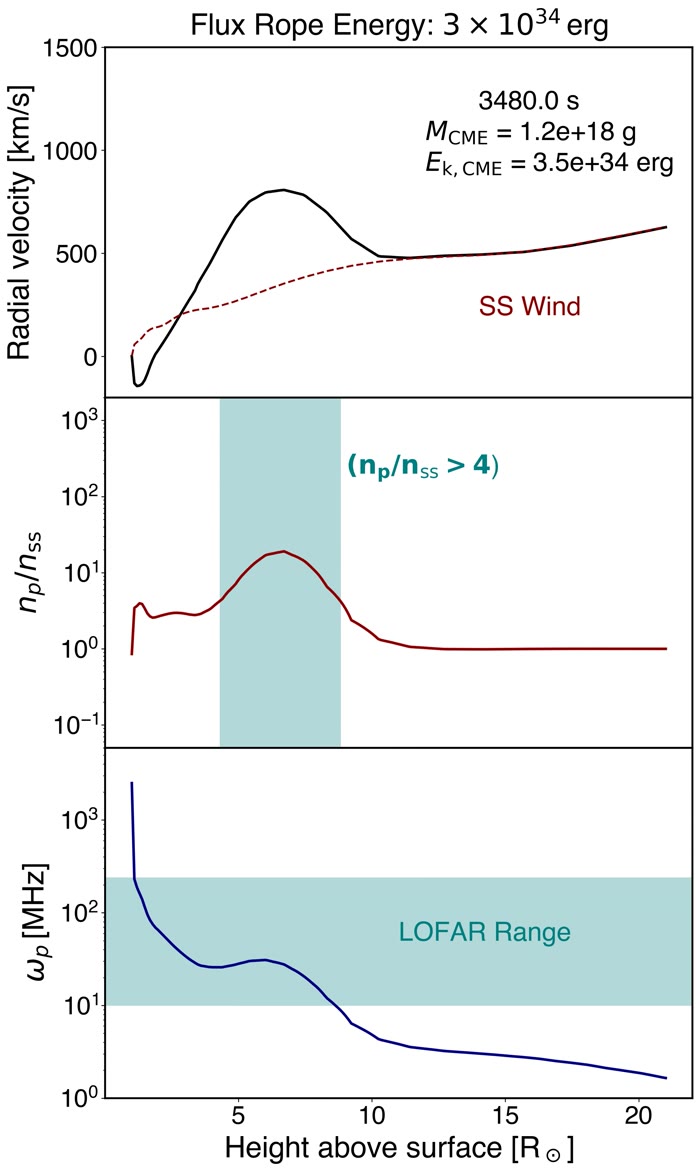 Flux Rope Energy: 3 × 10³⁴ erg
1500
1000
500
0
Radial velocity [km/s]
3480.0 s
M_CME = 1.2e+18 g
E_k, CME = 3.5e+34 erg
SS Wind
10³
10²
10¹
10⁰
10⁻¹
n_p/n_ss
(n_p/n_ss > 4)
10³
10²
10¹
10⁰
ω_p [MHz]
LOFAR Range
5 10 15 20
Height above surface [R_⊙]